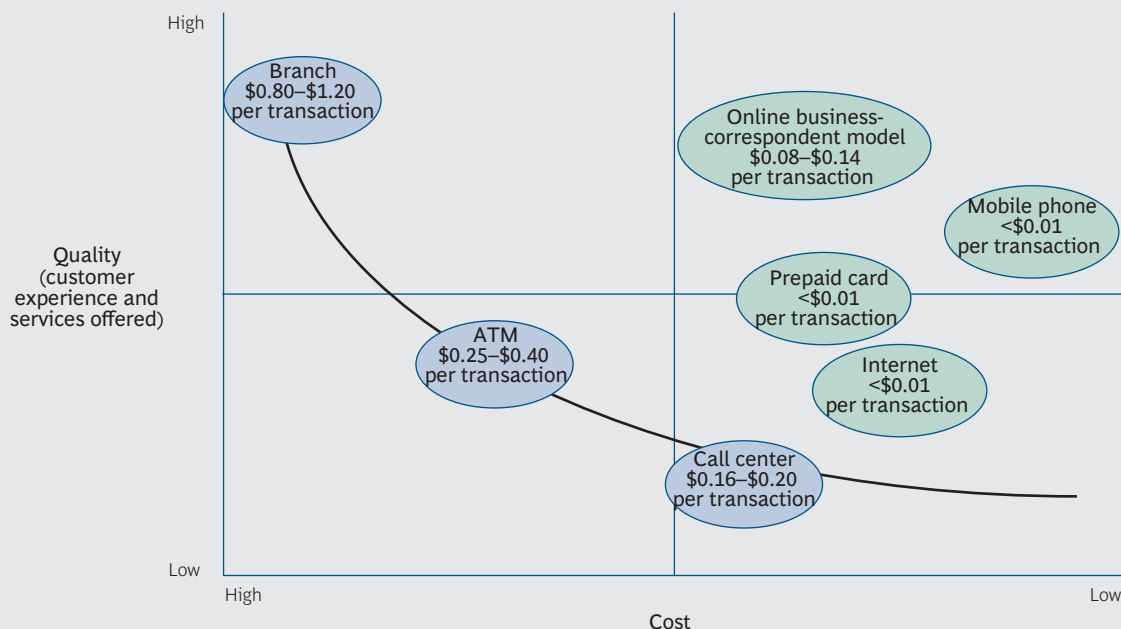 High
Branch
$0.80–$1.20
per transaction
Online business-
correspondent model
$0.08–$0.14
per transaction
Mobile phone
<$0.01
per transaction
Quality
(customer
experience and
services offered)
Prepaid card
<$0.01
per transaction
ATM
$0.25–$0.40
per transaction
Internet
<$0.01
per transaction
Call center
$0.16–$0.20
per transaction
Low
High
Low
Cost